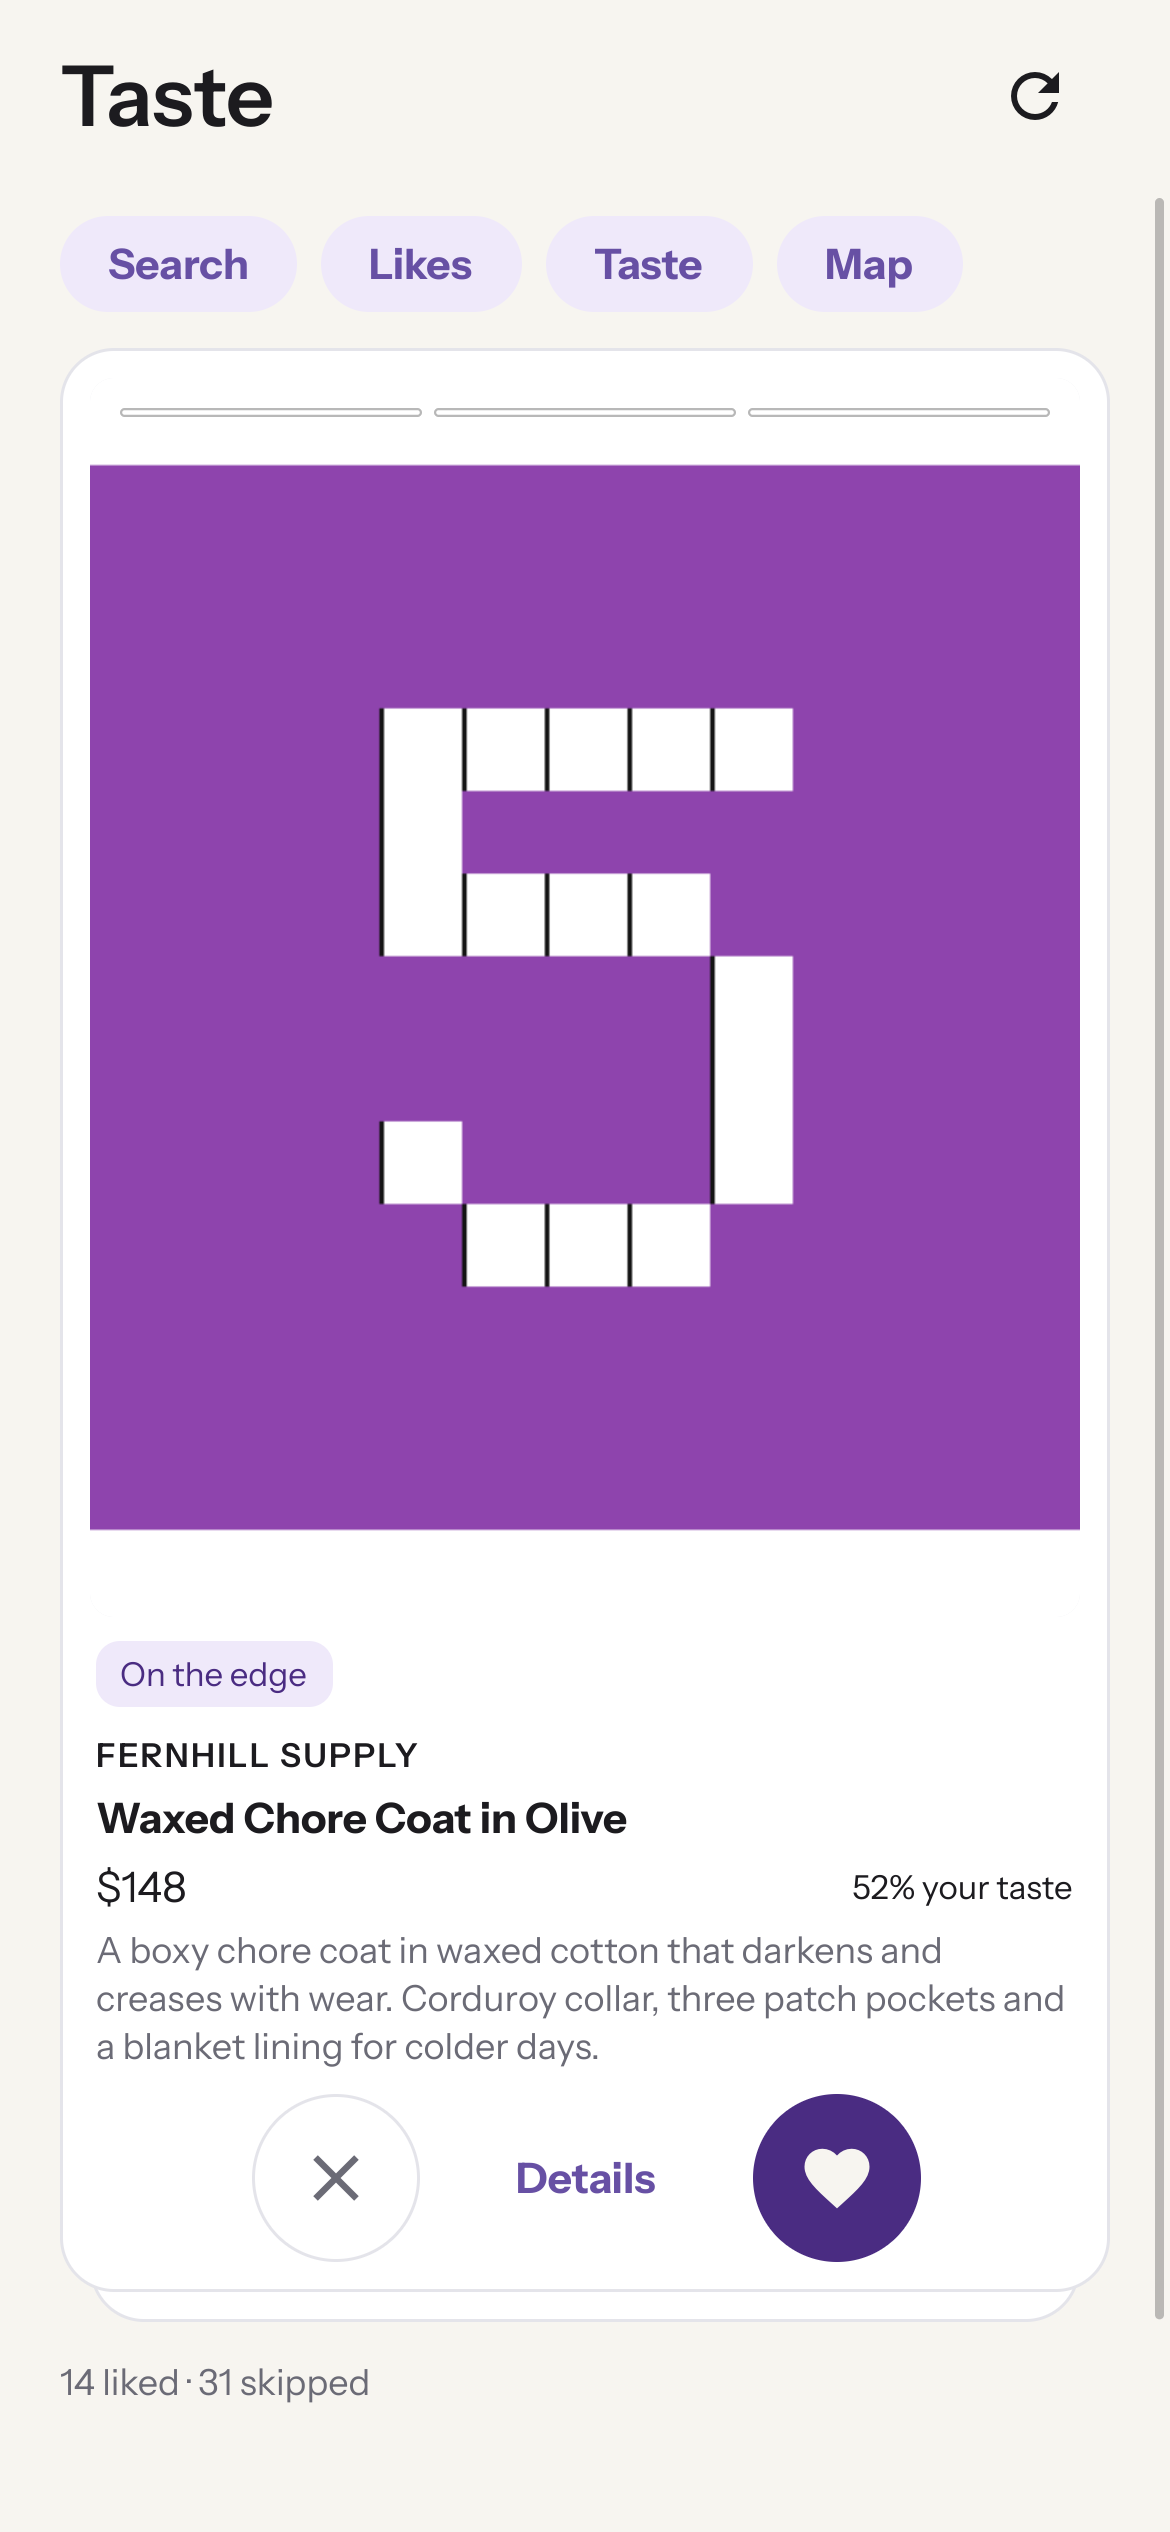 Taste
Search Likes Taste Map
5
On the edge
FERNHILL SUPPLY
Waxed Chore Coat in Olive
$148 52% your taste
A boxy chore coat in waxed cotton that darkens and
creases with wear. Corduroy collar, three patch pockets and
a blanket lining for colder days.
Details
14 liked · 31 skipped